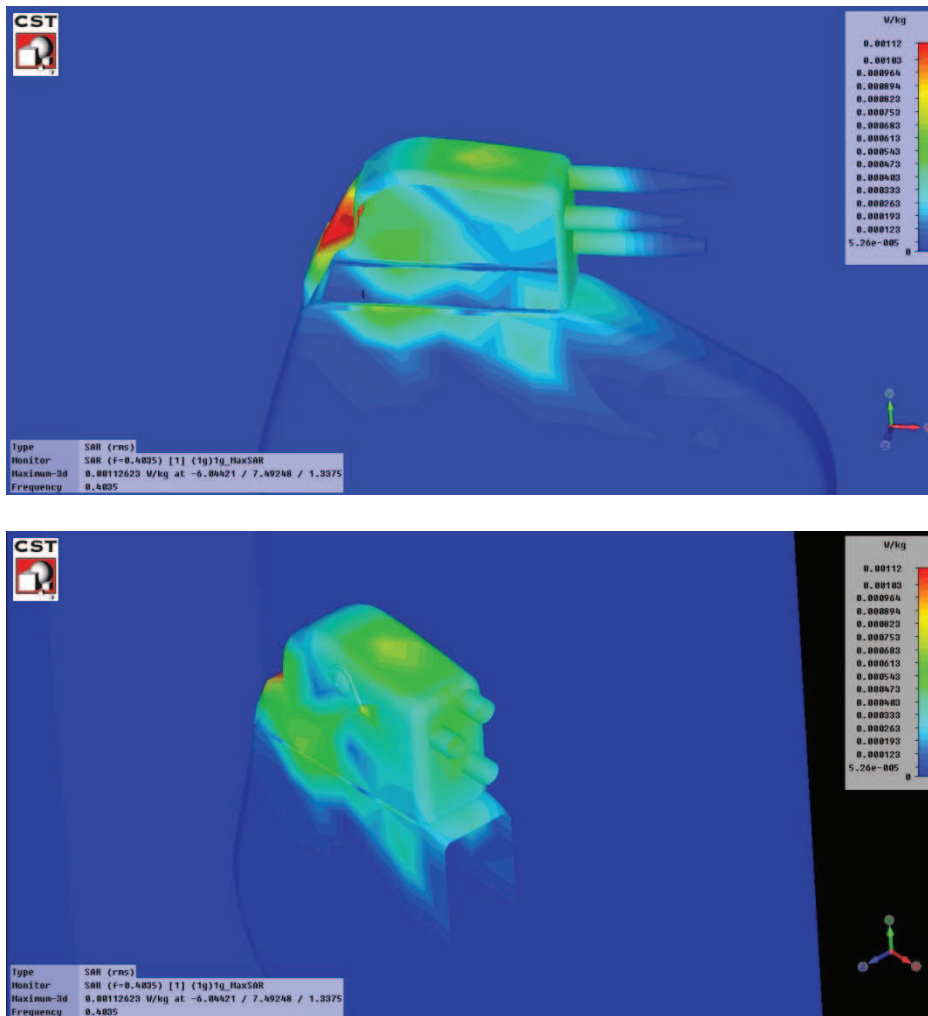 CST
W/kg
0.00112
0.00103
0.000964
0.000894
0.000823
0.000753
0.000683
0.000613
0.000543
0.000473
0.000403
0.000333
0.000263
0.000193
0.000123
5.26e-005
0
Type SAR (rms)
Monitor SAR (f=0.4035) [1] (1g)1g_MaxSAR
Maximum-3d 0.00112623 W/kg at -6.04421 / 7.49248 / 1.3375
Frequency 0.4035
CST
W/kg
0.00112
0.00103
0.000964
0.000894
0.000823
0.000753
0.000683
0.000613
0.000543
0.000473
0.000403
0.000333
0.000263
0.000193
0.000123
5.26e-005
0
Type SAR (rms)
Monitor SAR (f=0.4035) [1] (1g)1g_MaxSAR
Maximum-3d 0.00112623 W/kg at -6.04421 / 7.49248 / 1.3375
Frequency 0.4035